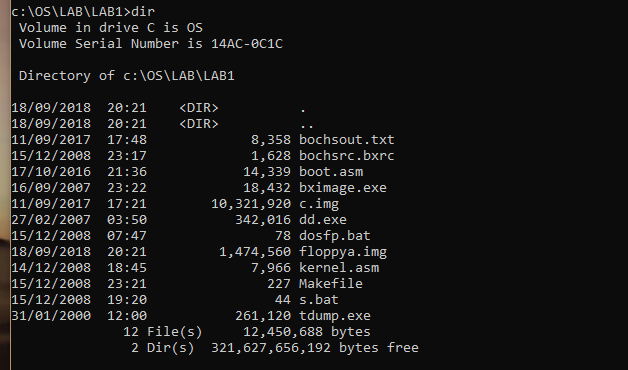 c:\OS\LAB\LAB1>dir
 Volume in drive C is OS
 Volume Serial Number is 14AC-0C1C

 Directory of c:\OS\LAB\LAB1

18/09/2018  20:21    <DIR>          .
18/09/2018  20:21    <DIR>          ..
11/09/2017  17:48             8,358 bochsout.txt
15/12/2008  23:17             1,628 bochsrc.bxrc
17/10/2016  21:36            14,339 boot.asm
16/09/2007  23:22            18,432 bximage.exe
11/09/2017  17:21        10,321,920 c.img
27/02/2007  03:50           342,016 dd.exe
15/12/2008  07:47                78 dosfp.bat
18/09/2018  20:21         1,474,560 floppya.img
14/12/2008  18:45             7,966 kernel.asm
15/12/2008  23:21               227 Makefile
15/12/2008  19:20                44 s.bat
31/01/2000  12:00           261,120 tdump.exe
              12 File(s)     12,450,688 bytes
               2 Dir(s)  321,627,656,192 bytes free